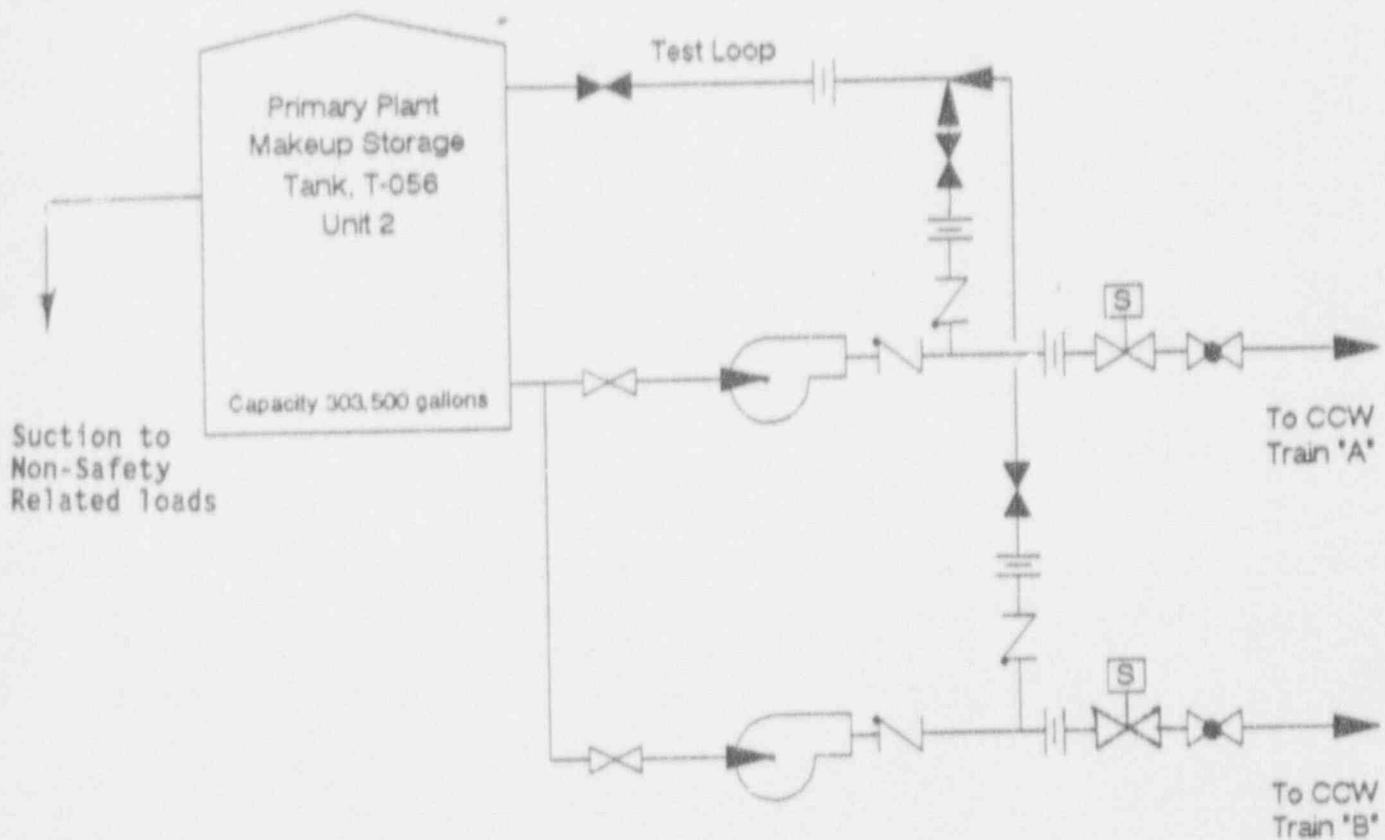 Test Loop
Primary Plant
Makeup Storage
Tank, T-056
Unit 2
Capacity 303,500 gallons
Suction to
Non-Safety
Related loads
S
To CCW
Train "A"
S
To CCW
Train "B"